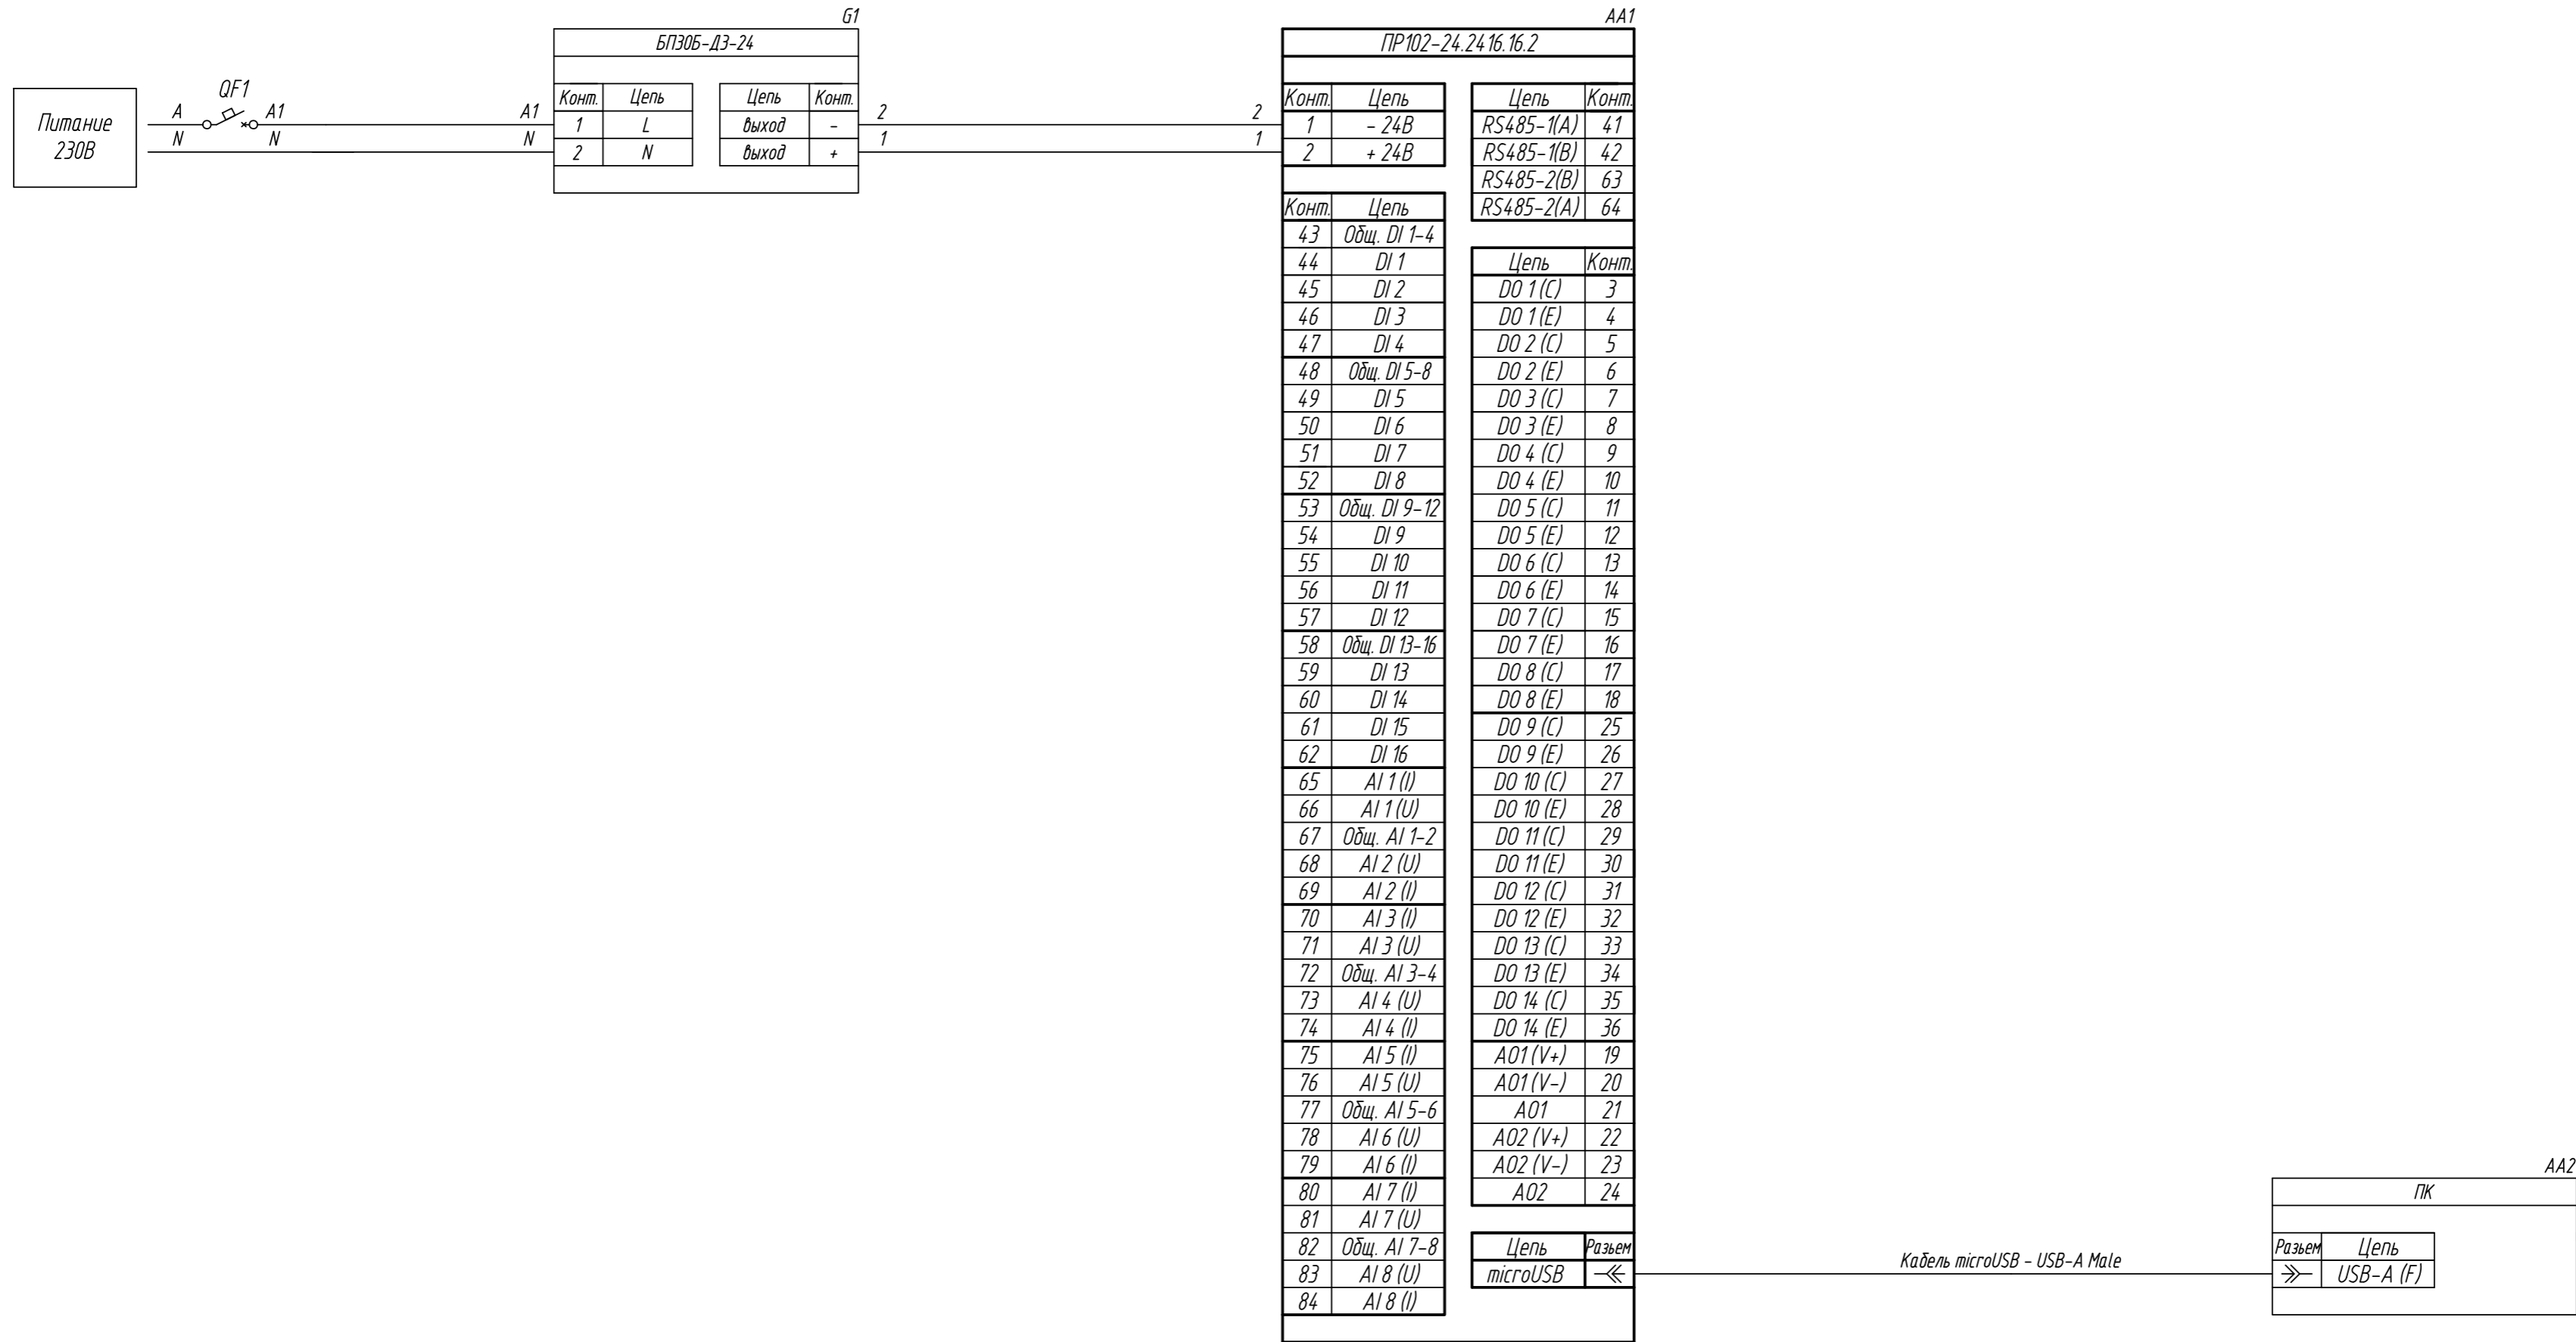 G1
AA1
БП30Б-Д3-24
ПР102-24.2416.16.2
Питание
230В
A
QF1
A1
N
N
A1
N
Конт. Цепь
1 L
2 N
Цепь Конт.
выход -
выход +
2
1
2
1
Конт. Цепь
1 - 24В
2 + 24В
Цепь Конт.
RS485-1(A) 41
RS485-1(B) 42
RS485-2(B) 63
RS485-2(A) 64
Конт. Цепь
43 Общ. DI 1-4
44 DI 1
45 DI 2
46 DI 3
47 DI 4
48 Общ. DI 5-8
49 DI 5
50 DI 6
51 DI 7
52 DI 8
53 Общ. DI 9-12
54 DI 9
55 DI 10
56 DI 11
57 DI 12
58 Общ. DI 13-16
59 DI 13
60 DI 14
61 DI 15
62 DI 16
65 AI 1 (I)
66 AI 1 (U)
67 Общ. AI 1-2
68 AI 2 (U)
69 AI 2 (I)
70 AI 3 (I)
71 AI 3 (U)
72 Общ. AI 3-4
73 AI 4 (U)
74 AI 4 (I)
75 AI 5 (I)
76 AI 5 (U)
77 Общ. AI 5-6
78 AI 6 (U)
79 AI 6 (I)
80 AI 7 (I)
81 AI 7 (U)
82 Общ. AI 7-8
83 AI 8 (U)
84 AI 8 (I)
Цепь Конт.
DO 1 (C) 3
DO 1 (E) 4
DO 2 (C) 5
DO 2 (E) 6
DO 3 (C) 7
DO 3 (E) 8
DO 4 (C) 9
DO 4 (E) 10
DO 5 (C) 11
DO 5 (E) 12
DO 6 (C) 13
DO 6 (E) 14
DO 7 (C) 15
DO 7 (E) 16
DO 8 (C) 17
DO 8 (E) 18
DO 9 (C) 25
DO 9 (E) 26
DO 10 (C) 27
DO 10 (E) 28
DO 11 (C) 29
DO 11 (E) 30
DO 12 (C) 31
DO 12 (E) 32
DO 13 (C) 33
DO 13 (E) 34
DO 14 (C) 35
DO 14 (E) 36
AO1 (V+) 19
AO1 (V-) 20
AO1 21
AO2 (V+) 22
AO2 (V-) 23
AO2 24
Цепь Разьем
microUSB
Кабель microUSB - USB-A Male
AA2
ПК
Разьем Цепь
USB-A (F)